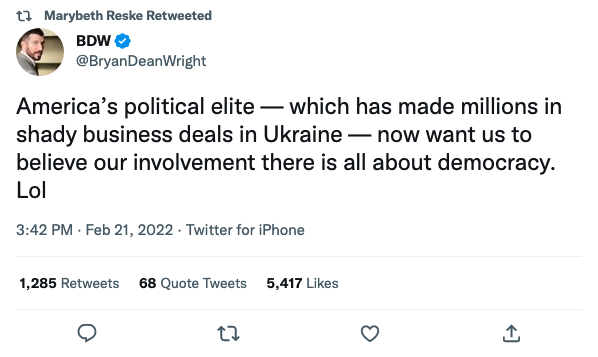 Marybeth Reske Retweeted
BDW
@BryanDeanWright
America’s political elite — which has made millions in
shady business deals in Ukraine — now want us to
believe our involvement there is all about democracy.
Lol
3:42 PM · Feb 21, 2022 · Twitter for iPhone
1,285 Retweets 68 Quote Tweets 5,417 Likes